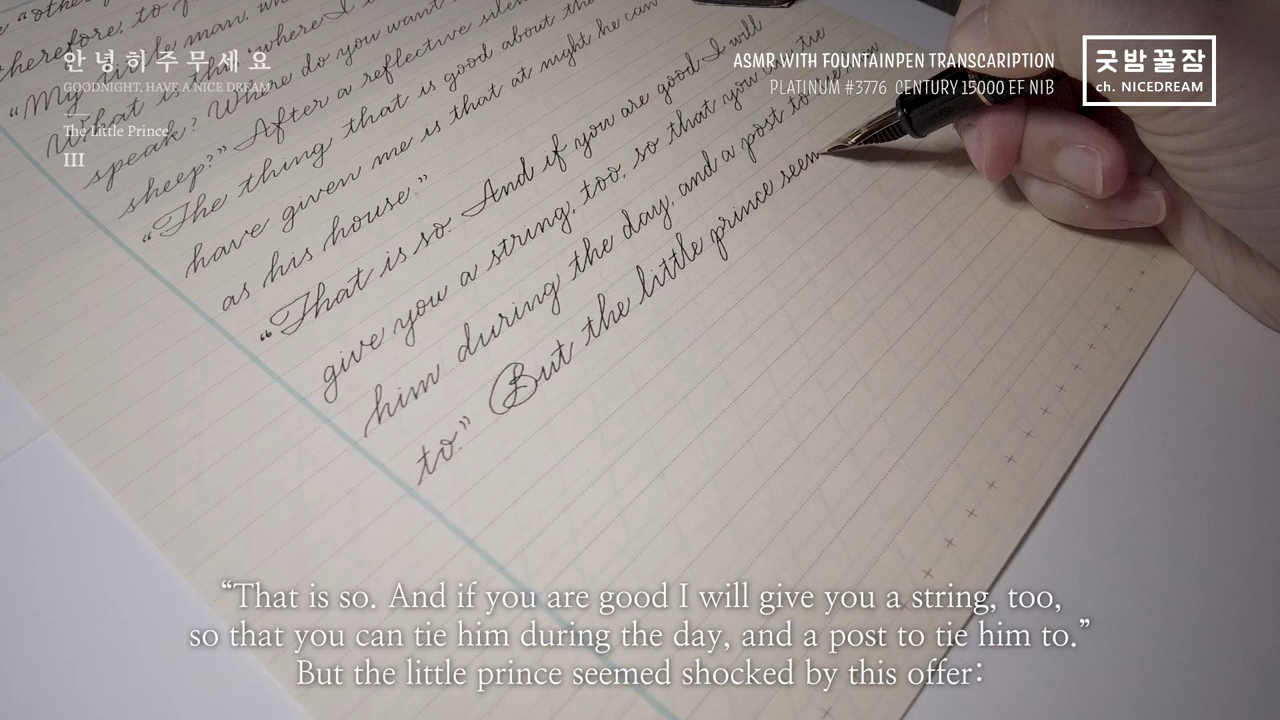 안녕히주무세요
GOODNIGHT, HAVE A NICE DREAM
The Little Prince
III
ASMR WITH FOUNTAINPEN TRANSCARIPTION
PLATINUM #3776 CENTURY 15000 EF NIB
굿밤꿀잠
ch. NICEDREAM
therefore, to
"My man, "where I
What is this
speak? Where do you want
sheep?" After a reflective silen
"The thing that is good about the
have given me is that at night he can
as his house."
"That is so. And if you are good I will
give you a string, too, so that you can tie
him during the day, and a post to tie him
to." But the little prince seem
“That is so. And if you are good I will give you a string, too,
so that you can tie him during the day, and a post to tie him to.”
But the little prince seemed shocked by this offer: